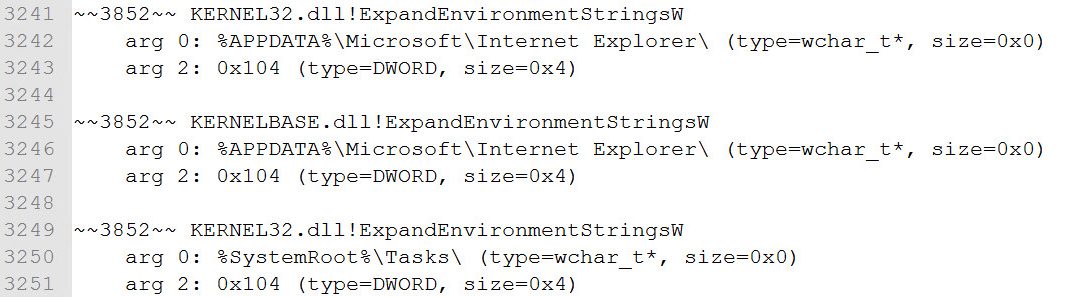 3241 ~~3852~~ KERNEL32.dll!ExpandEnvironmentStringsW
3242     arg 0: %APPDATA%\Microsoft\Internet Explorer\ (type=wchar_t*, size=0x0)
3243     arg 2: 0x104 (type=DWORD, size=0x4)
3244
3245 ~~3852~~ KERNELBASE.dll!ExpandEnvironmentStringsW
3246     arg 0: %APPDATA%\Microsoft\Internet Explorer\ (type=wchar_t*, size=0x0)
3247     arg 2: 0x104 (type=DWORD, size=0x4)
3248
3249 ~~3852~~ KERNEL32.dll!ExpandEnvironmentStringsW
3250     arg 0: %SystemRoot%\Tasks\ (type=wchar_t*, size=0x0)
3251     arg 2: 0x104 (type=DWORD, size=0x4)